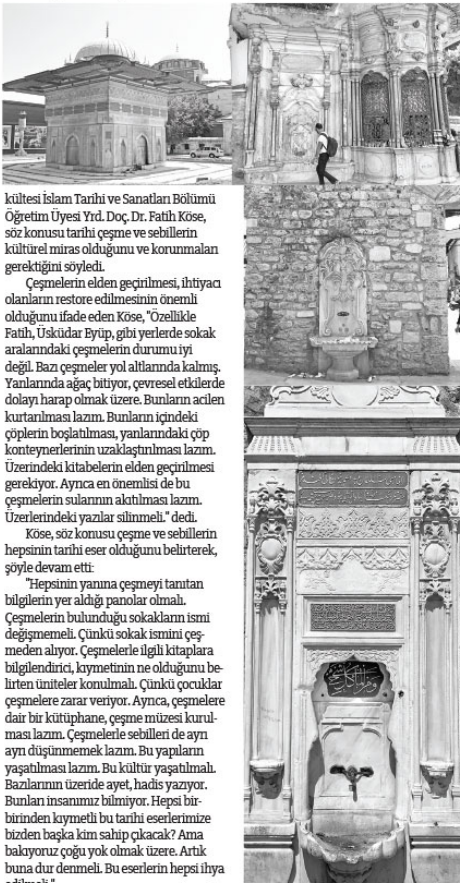 kültesi İslam Tarihi ve Sanatları Bölümü
Öğretim Üyesi Yrd. Doç. Dr. Fatih Köse,
söz konusu tarihi çeşme ve sebillerin
kültürel miras olduğunu ve korunmaları
gerektiğini söyledi.
Çeşmelerin elden geçirilmesi, ihtiyacı
olanların restore edilmesinin önemli
olduğunu ifade eden Köse, "Özellikle
Fatih, Üsküdar Eyüp, gibi yerlerde sokak
aralarındaki çeşmelerin durumu iyi
değil. Bazı çeşmeler yol altlarında kalmış.
Yanlarında ağaç bitiyor, çevresel etkilerde
dolayı harap olmak üzere. Bunların acilen
kurtarılması lazım. Bunların içindeki
çöplerin boşatılması, yanlarındaki çöp
konteynerlerinin uzaklaştırılması lazım.
Üzerindeki kitabelerin elden geçirilmesi
gerekiyor. Ayrıca en önemlisi de bu
çeşmelerin sularının akıtılması lazım.
Üzerlerindeki yazılar silinmeli." dedi.
Köse, söz konusu çeşme ve sebillerin
hepsinin tarihi eser olduğunu belirterek,
şöyle devam etti:
"Hepsinin yanına çeşmeyi tanıtan
bilgilerin yer aldığı panolar olmalı.
Çeşmelerin bulunduğu sokakların ismi
değişmemeli. Çünkü sokak ismini çeş-
meden alıyor. Çeşmelerle ilgili kitaplara
bilgilendirici, kıymetinin ne olduğunu be-
lirten üniteler konulmalı. Çünkü çocuklar
çeşmelere zarar veriyor. Ayrıca, çeşmelere
dair bir kütüphane, çeşme müzesi kurul-
ması lazım. Çeşmelerle sebilleri de ayrı
ayrı düşünmemek lazım. Bu yapıların
yaşatılması lazım. Bu kültür yaşatılmalı.
Bazılarının üzeride ayet, hadis yazıyor.
Bunları insanımız bilmiyor. Hepsi bir-
birinden kıymetli bu tarihi eserlerimize
bizden başka kim sahip çıkacak? Ama
bakıyoruz çoğu yok olmak üzere. Artık
buna dur denmeli. Bu eserlerin hepsi ihya